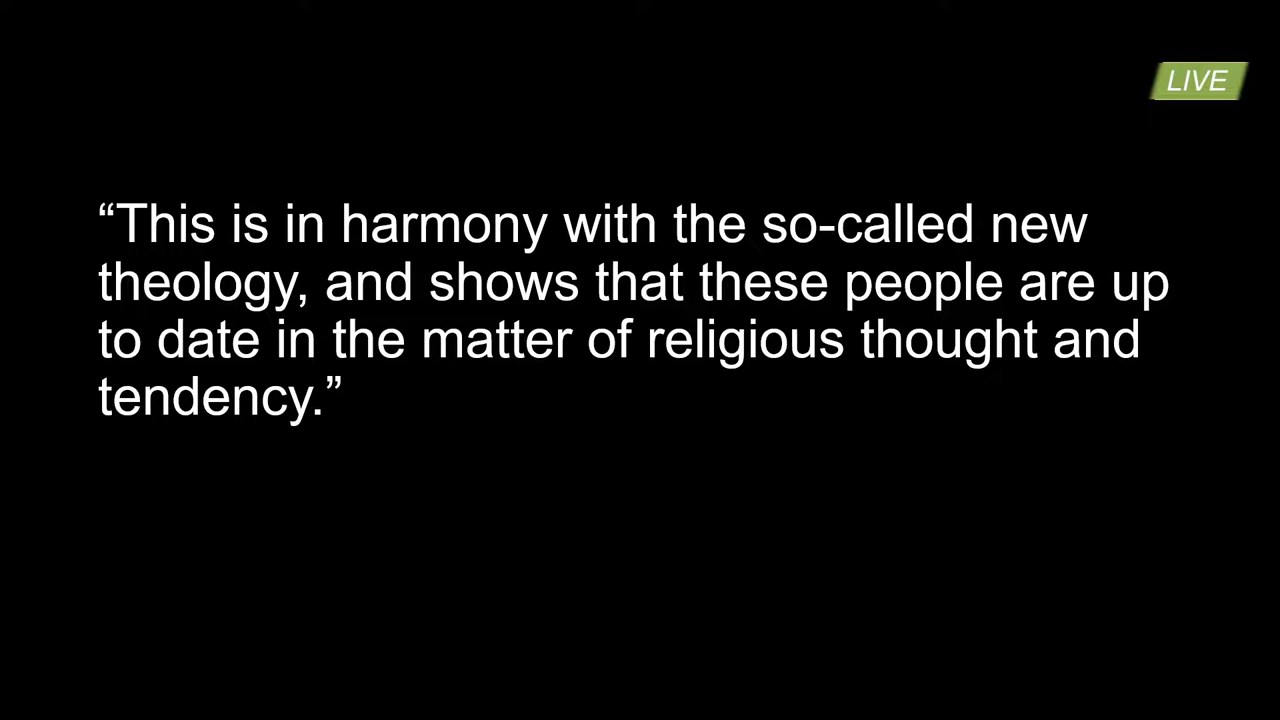 LIVE
“This is in harmony with the so-called new
theology, and shows that these people are up
to date in the matter of religious thought and
tendency.”